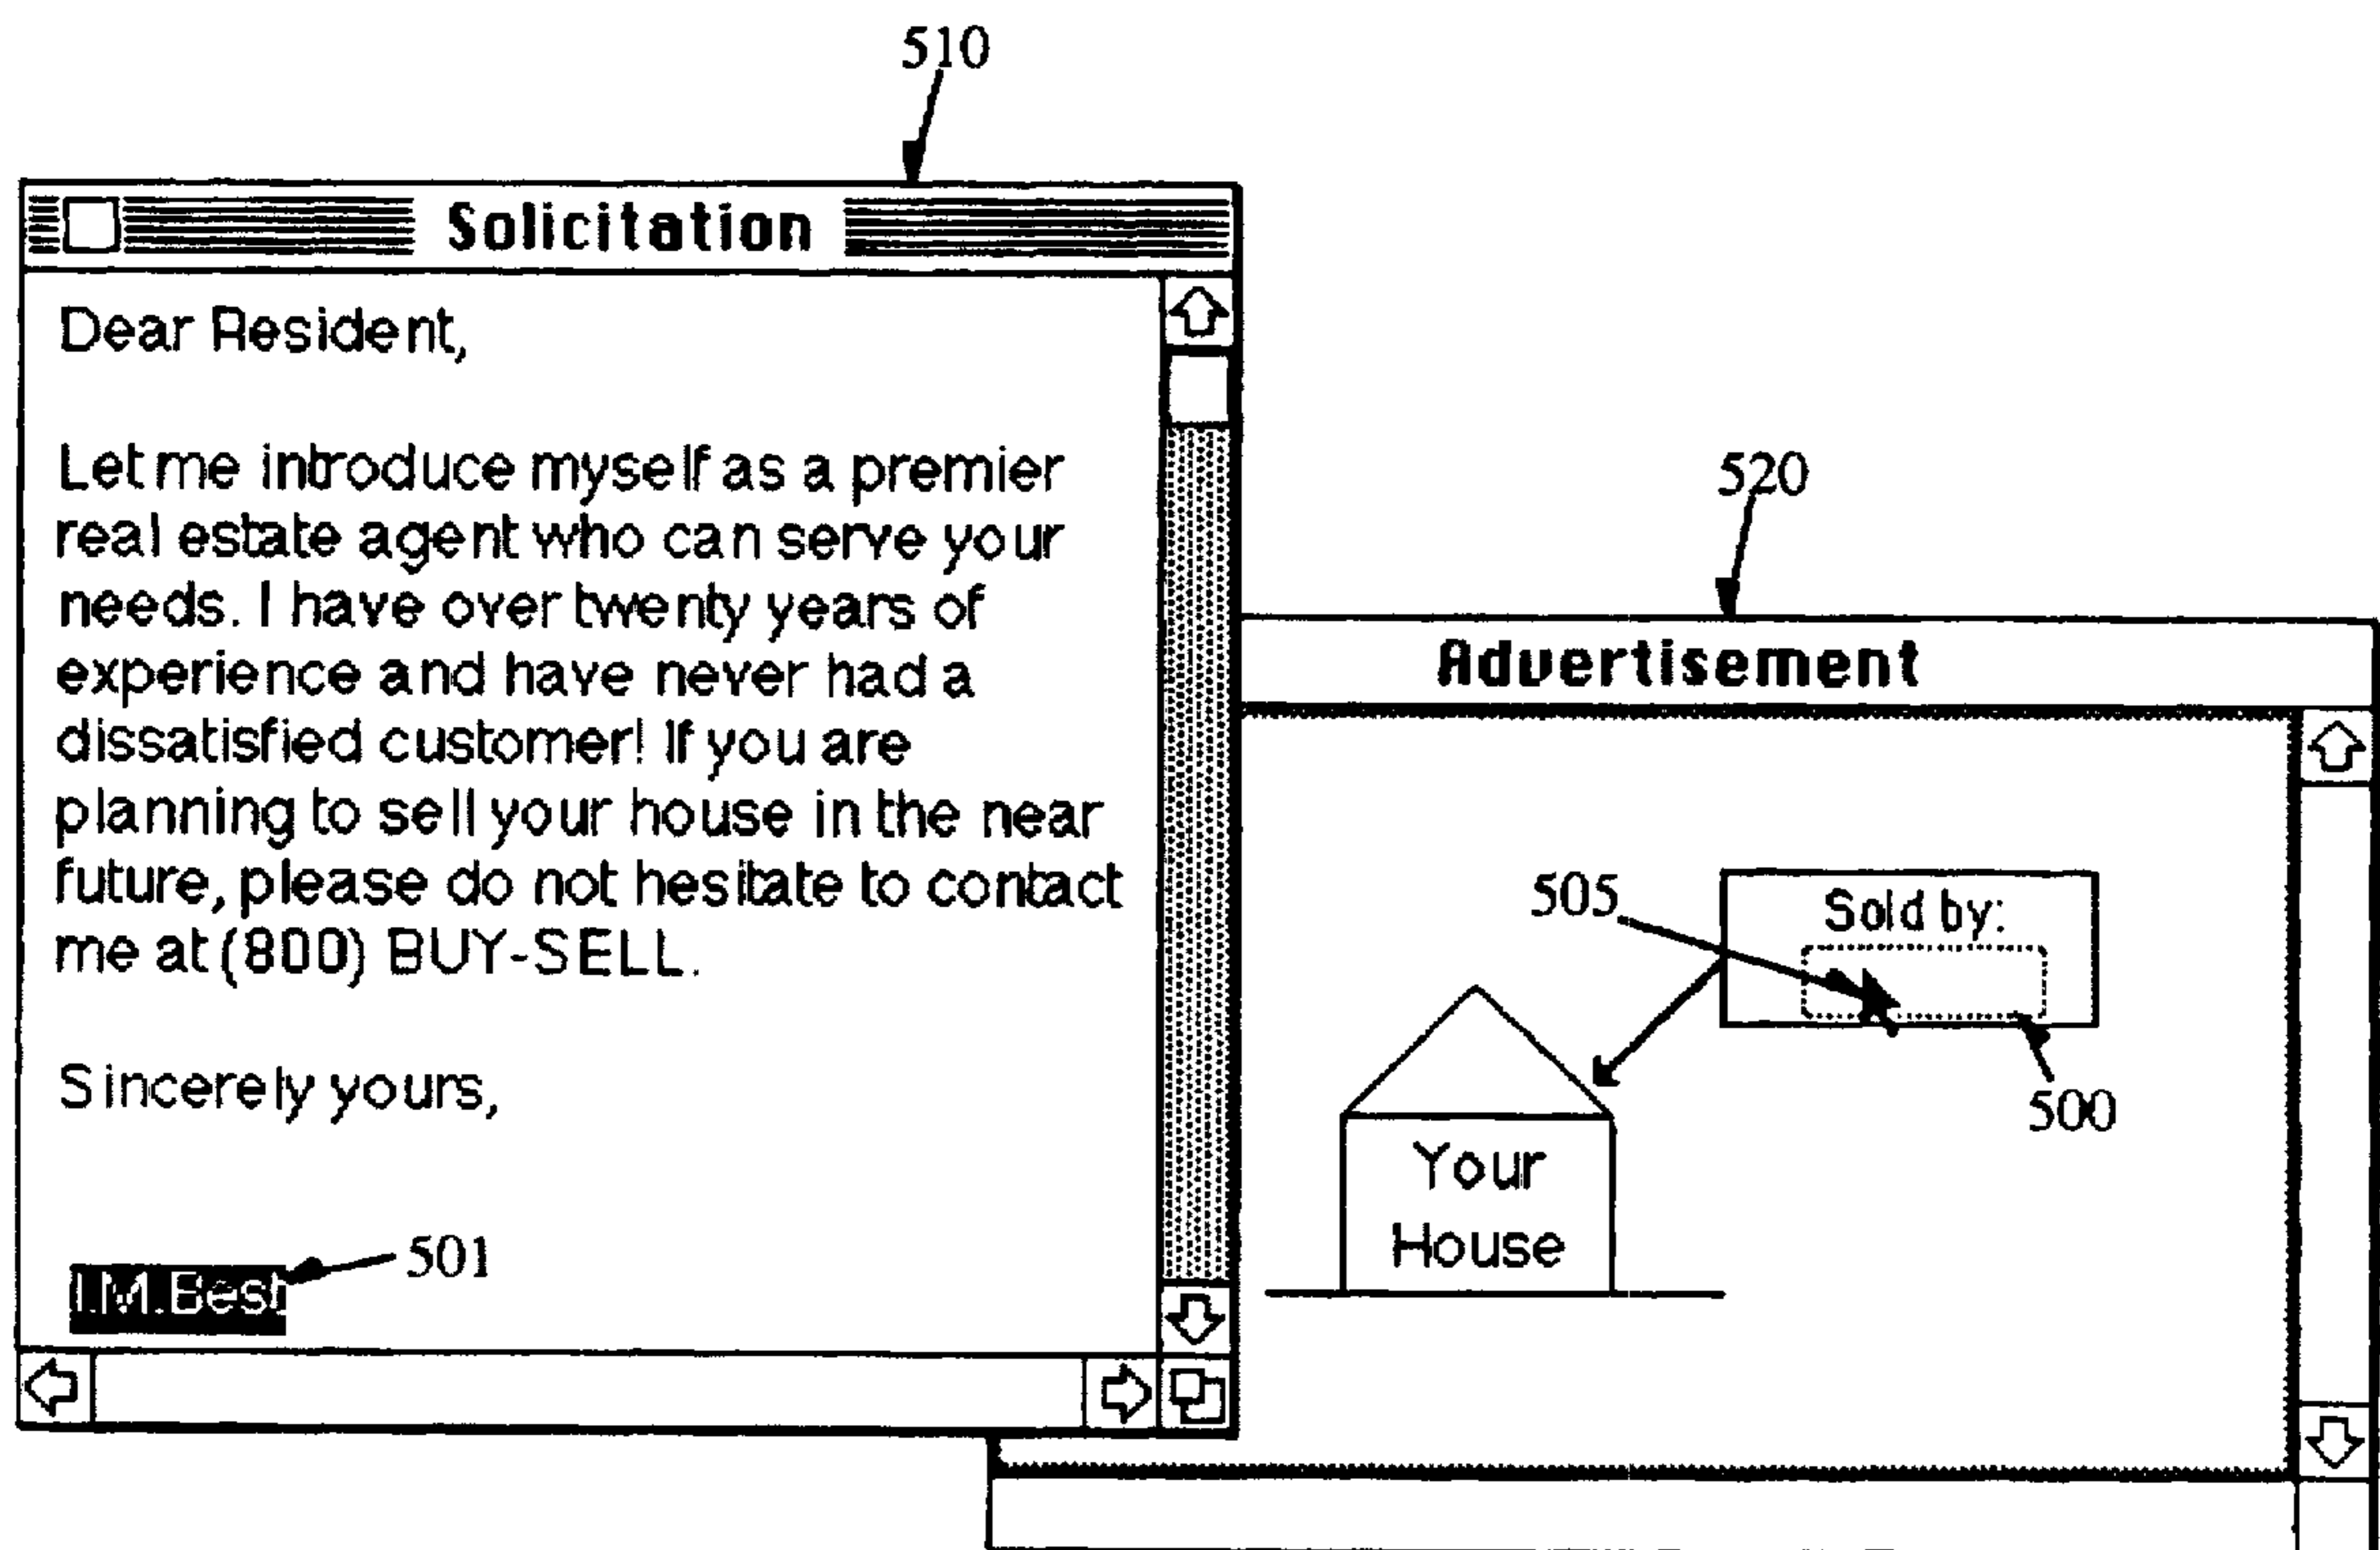 510
Solicitation
Dear Resident,
Let me introduce myself as a premier
real estate agent who can serve your
needs. I have over twenty years of
experience and have never had a
dissatisfied customer! If you are
planning to sell your house in the near
future, please do not hesitate to contact
me at (800) BUY-SELL.
Sincerely yours,
I.M.Best
501
520
Advertisement
505
Sold by:
500
Your
House